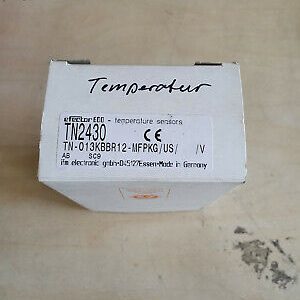 Temperatur
efector600 - temperature sensors
TN2430
CE
TN-013KBBR12-MFPKG/US/ /V
AB SC9
ifm electronic gmbh·D45127Essen·Made in Germany